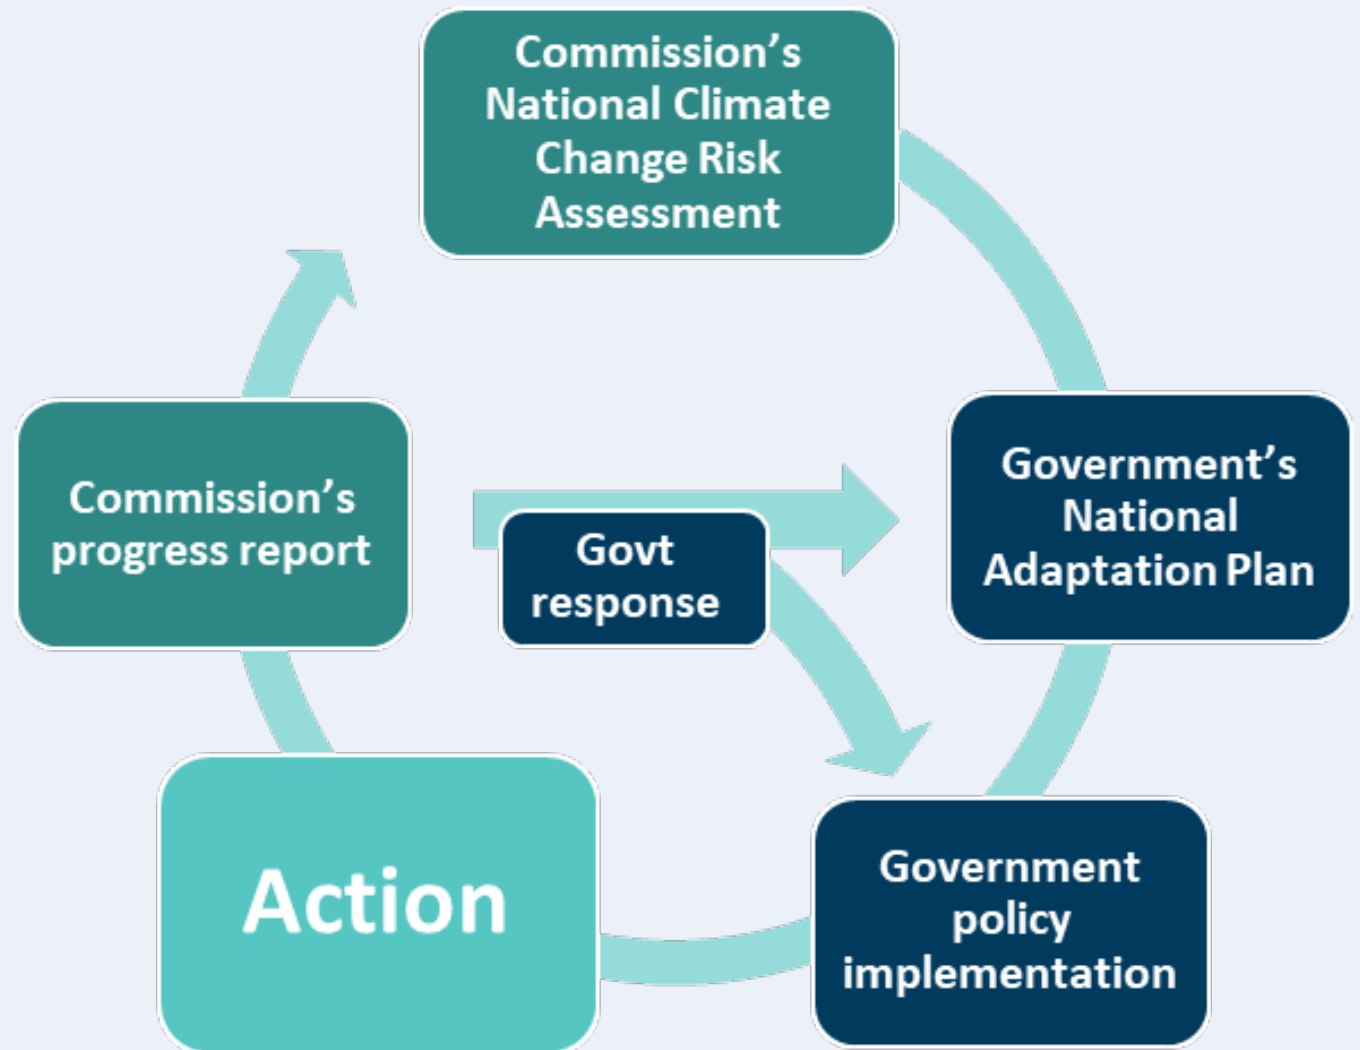 Commission’s
National Climate
Change Risk
Assessment
Commission’s
progress report
Govt
response
Government’s
National
Adaptation Plan
Action
Government
policy
implementation